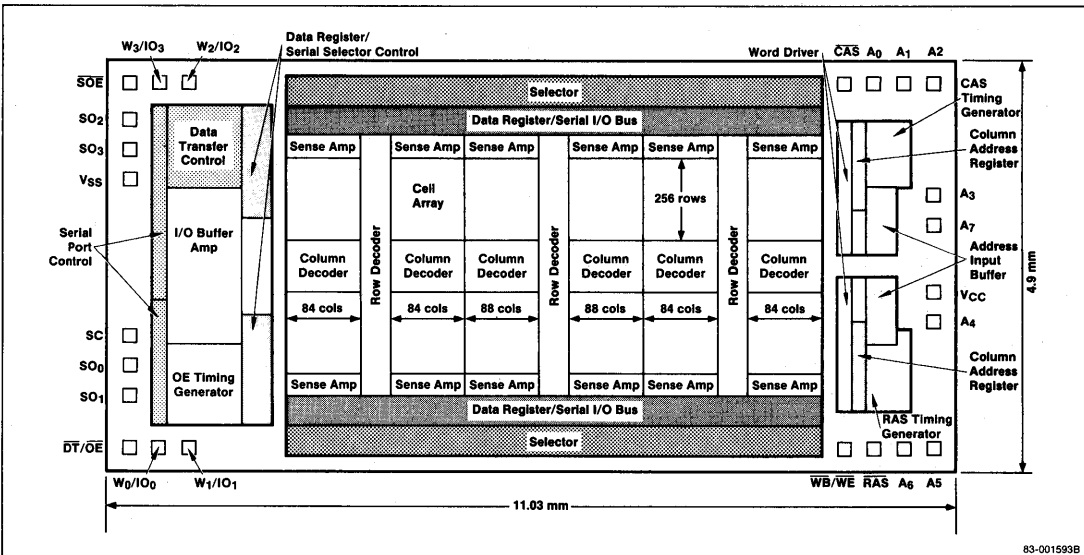 W3/IO3 W2/IO2
Data Register/
Serial Selector Control
Word Driver CAS A0 A1 A2
SOE
SO2
SO3
VSS
Serial
Port
Control
SC
SO0
SO1
DT/OE
W0/IO0 W1/IO1
Data
Transfer
Control
I/O Buffer
Amp
OE Timing
Generator
Selector
Data Register/Serial I/O Bus
Sense Amp Sense Amp Sense Amp Sense Amp Sense Amp Sense Amp
Cell
Array
256 rows
Row Decoder Row Decoder Row Decoder
Column
Decoder
Column
Decoder
Column
Decoder
Column
Decoder
Column
Decoder
Column
Decoder
84 cols 84 cols 88 cols 88 cols 84 cols 84 cols
Sense Amp Sense Amp Sense Amp Sense Amp Sense Amp Sense Amp
Data Register/Serial I/O Bus
Selector
CAS
Timing
Generator
Column
Address
Register
A3
A7
Address
Input
Buffer
VCC
A4
Column
Address
Register
RAS Timing
Generator
WB/WE RAS A6 A5
4.9 mm
11.03 mm
83-001593B